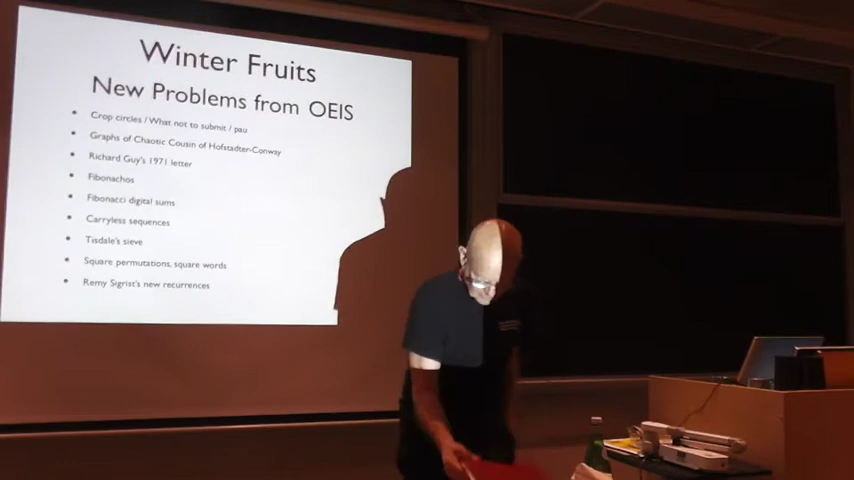 Winter Fruits
New Problems from OEIS
• Crop circles / What not to submit / pau
• Graphs of Chaotic Cousin of Hofstadter-Conway
• Richard Guy's 1971 letter
• Fibonachos
• Fibonacci digital sums
• Carryless sequences
• Tisdale's sieve
• Square permutations, square words
• Remy Sigrist's new recurrences